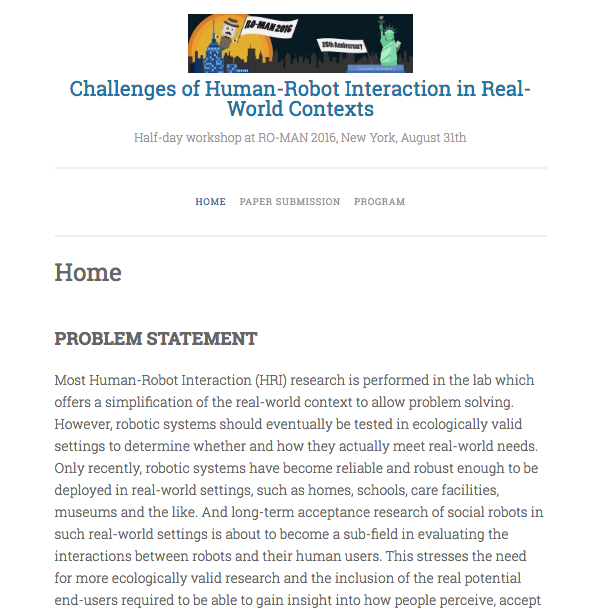 RO-MAN 2016
25th Anniversary
Challenges of Human-Robot Interaction in Real-
World Contexts
Half-day workshop at RO-MAN 2016, New York, August 31th
HOME PAPER SUBMISSION PROGRAM
Home
PROBLEM STATEMENT
Most Human-Robot Interaction (HRI) research is performed in the lab which
offers a simplification of the real-world context to allow problem solving.
However, robotic systems should eventually be tested in ecologically valid
settings to determine whether and how they actually meet real-world needs.
Only recently, robotic systems have become reliable and robust enough to be
deployed in real-world settings, such as homes, schools, care facilities,
museums and the like. And long-term acceptance research of social robots in
such real-world settings is about to become a sub-field in evaluating the
interactions between robots and their human users. This stresses the need
for more ecologically valid research and the inclusion of the real potential
end-users required to be able to gain insight into how people perceive, accept